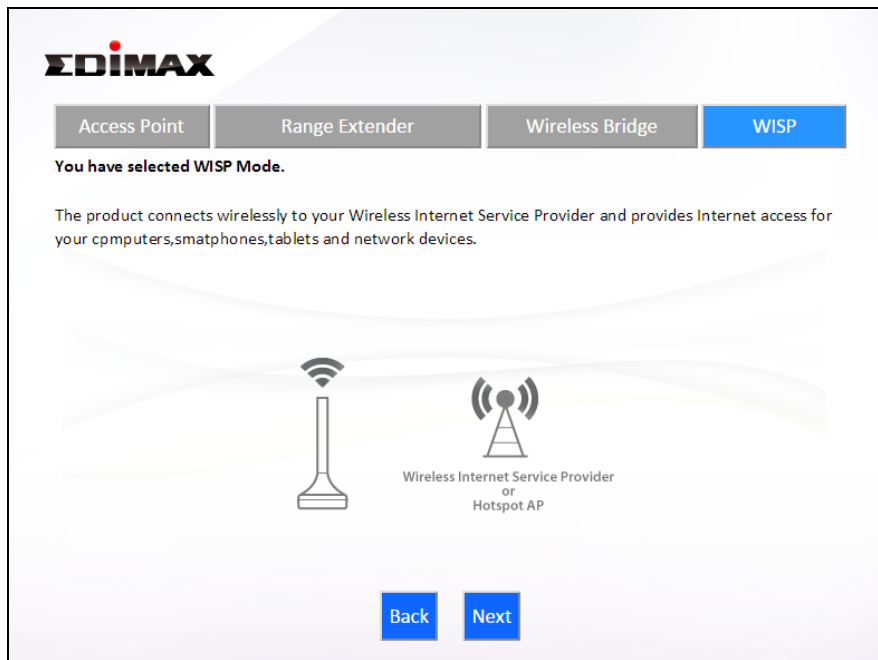 EDIMAX
Access Point
Range Extender
Wireless Bridge
WISP
You have selected WISP Mode.
The product connects wirelessly to your Wireless Internet Service Provider and provides Internet access for
your cpmputers,smatphones,tablets and network devices.
Wireless Internet Service Provider
or
Hotspot AP
Back
Next